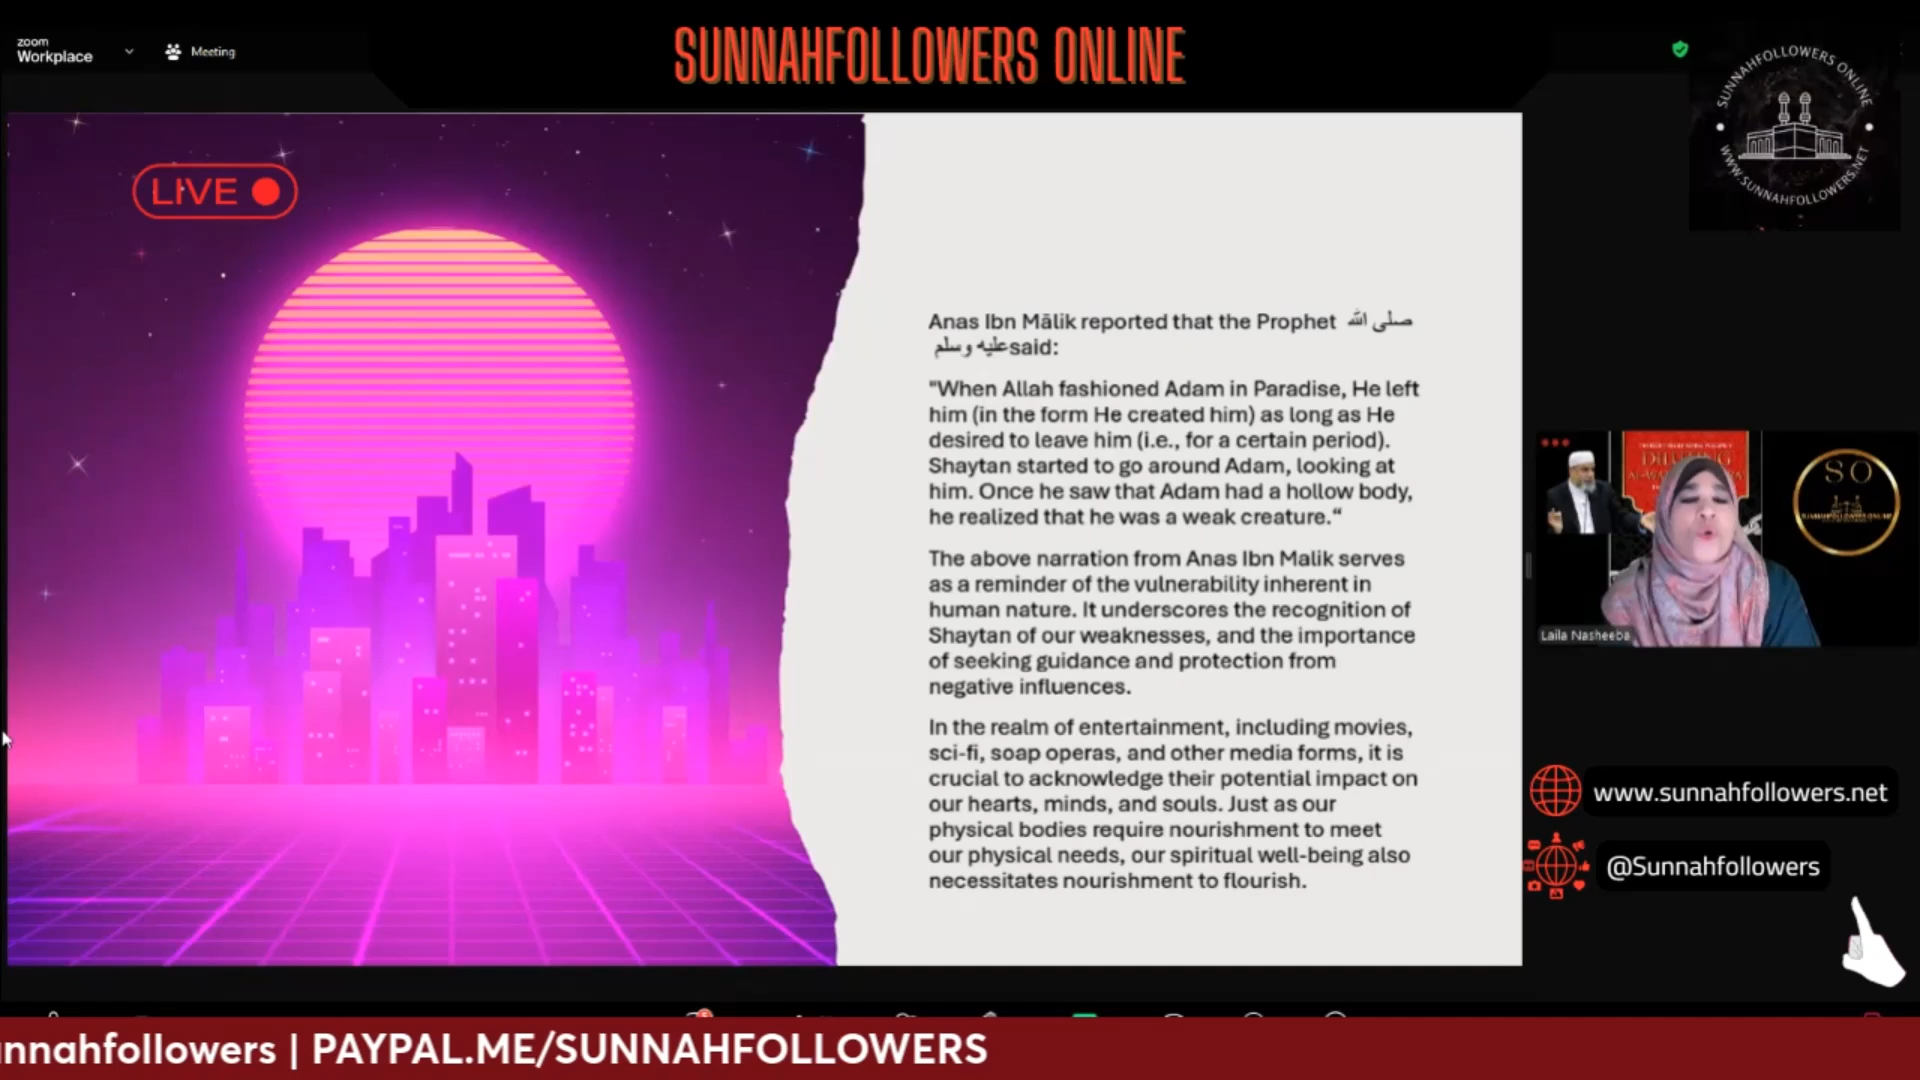 zoom
Workplace
Meeting
SUNNAHFOLLOWERS ONLINE
SUNNAHFOLLOWERS ONLINE
WWW.SUNNAHFOLLOWERS.NET
LIVE
Anas Ibn Mālik reported that the Prophet صلى الله
عليه وسلم said:
"When Allah fashioned Adam in Paradise, He left
him (in the form He created him) as long as He
desired to leave him (i.e., for a certain period).
Shaytan started to go around Adam, looking at
him. Once he saw that Adam had a hollow body,
he realized that he was a weak creature.“
The above narration from Anas Ibn Malik serves
as a reminder of the vulnerability inherent in
human nature. It underscores the recognition of
Shaytan of our weaknesses, and the importance
of seeking guidance and protection from
negative influences.
In the realm of entertainment, including movies,
sci-fi, soap operas, and other media forms, it is
crucial to acknowledge their potential impact on
our hearts, minds, and souls. Just as our
physical bodies require nourishment to meet
our physical needs, our spiritual well-being also
necessitates nourishment to flourish.
SO
Laila Nasheeba
www.sunnahfollowers.net
@Sunnahfollowers
nnahfollowers | PAYPAL.ME/SUNNAHFOLLOWERS